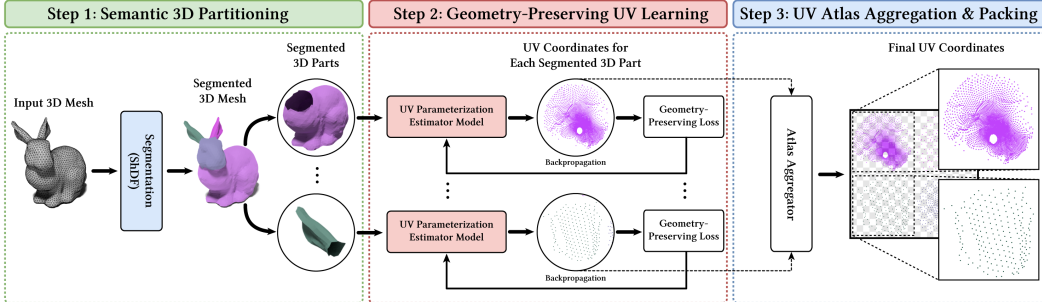 Step 1: Semantic 3D Partitioning
Input 3D Mesh
Segmentation
(ShDF)
Segmented
3D Mesh
Segmented
3D Parts
Step 2: Geometry-Preserving UV Learning
UV Coordinates for
Each Segmented 3D Part
UV Parameterization
Estimator Model
Geometry-
Preserving Loss
Backpropagation
UV Parameterization
Estimator Model
Geometry-
Preserving Loss
Backpropagation
Step 3: UV Atlas Aggregation & Packing
Atlas Aggregator
Final UV Coordinates